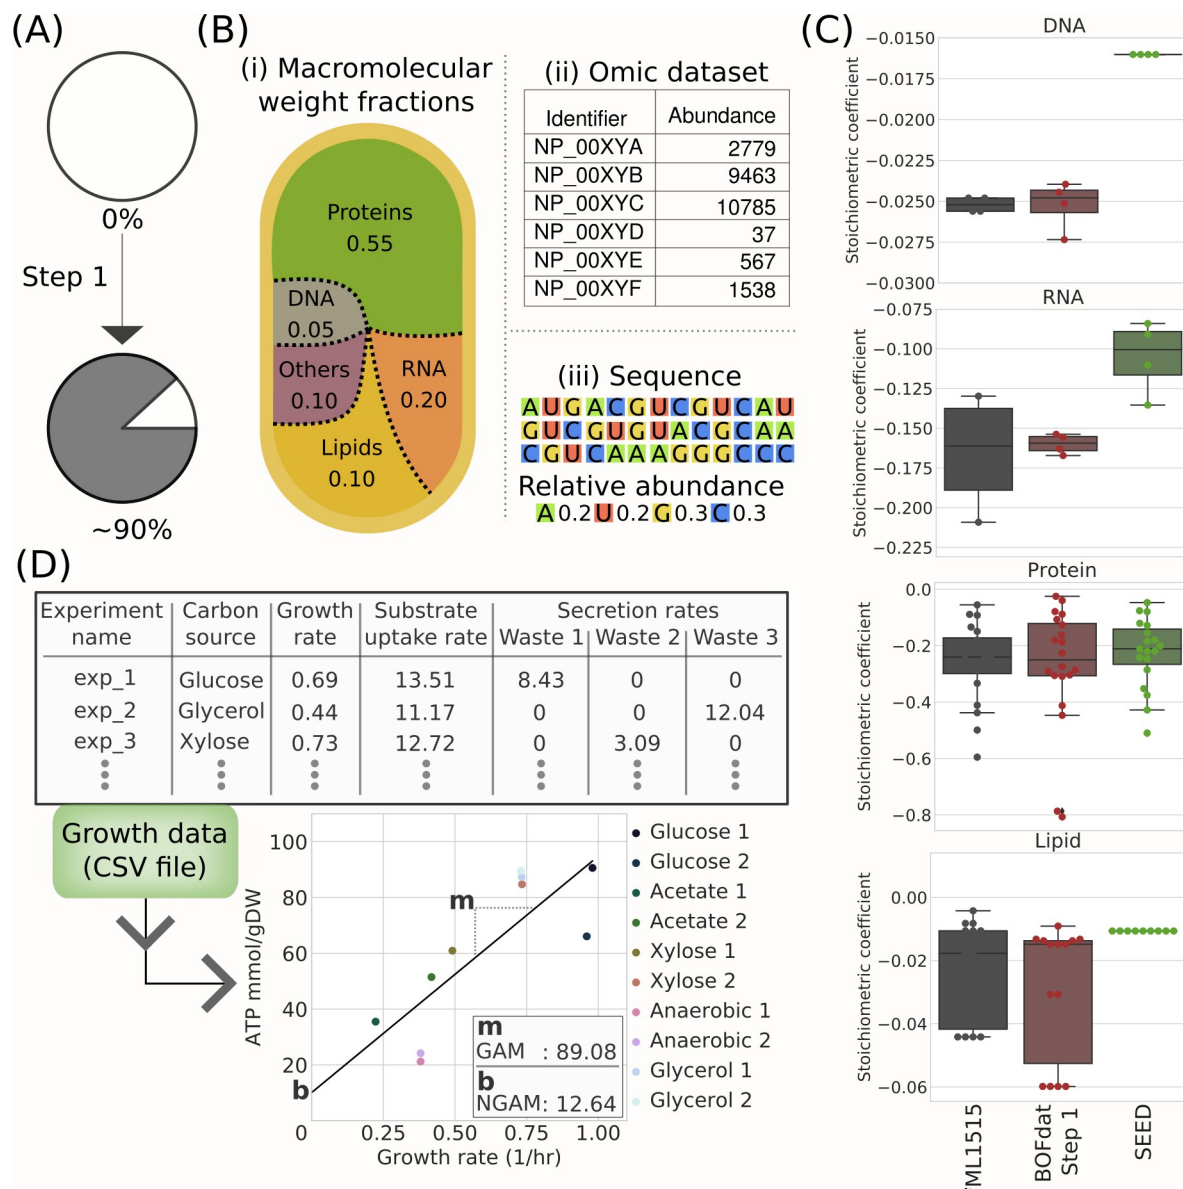 (A)
0%
Step 1
~90%
(B)
(i) Macromolecular
weight fractions
Proteins
0.55
DNA
0.05
Others
0.10
RNA
0.20
Lipids
0.10
(ii) Omic dataset
Identifier Abundance
NP_00XYA 2779
NP_00XYB 9463
NP_00XYC 10785
NP_00XYD 37
NP_00XYE 567
NP_00XYF 1538
(iii) Sequence
AUGACGUCGUCAU
GUCGUGUACGCAA
CGUCAAAGGGCCC
Relative abundance
A 0.2 U 0.2 G 0.3 C 0.3
(C)
DNA
Stoichiometric coefficient
−0.0150
−0.0175
−0.0200
−0.0225
−0.0250
−0.0275
−0.0300
RNA
Stoichiometric coefficient
−0.075
−0.100
−0.125
−0.150
−0.175
−0.200
−0.225
Protein
Stoichiometric coefficient
0.0
−0.2
−0.4
−0.6
−0.8
Lipid
Stoichiometric coefficient
0.00
−0.02
−0.04
−0.06
ML1515
BOFdat
Step 1
SEED
(D)
Experiment name Carbon source Growth rate Substrate uptake rate Secretion rates
Waste 1 Waste 2 Waste 3
exp_1 Glucose 0.69 13.51 8.43 0 0
exp_2 Glycerol 0.44 11.17 0 0 12.04
exp_3 Xylose 0.73 12.72 0 3.09 0
Growth data
(CSV file)
ATP mmol/gDW
100
80
60
40
20
0 0.25 0.50 0.75 1.00
Growth rate (1/hr)
m
b
m
GAM : 89.08
b
NGAM: 12.64
Glucose 1
Glucose 2
Acetate 1
Acetate 2
Xylose 1
Xylose 2
Anaerobic 1
Anaerobic 2
Glycerol 1
Glycerol 2